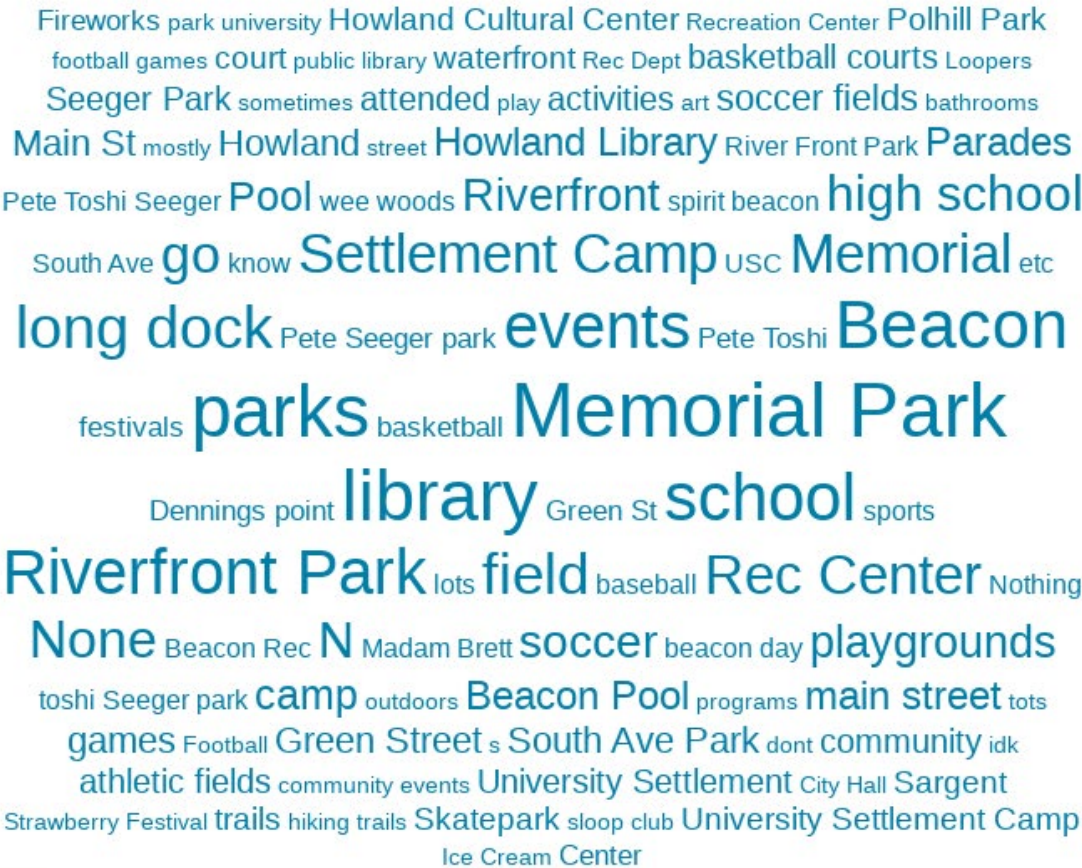 Fireworks park university Howland Cultural Center Recreation Center Polhill Park
football games court public library waterfront Rec Dept basketball courts Loopers
Seeger Park sometimes attended play activities art soccer fields bathrooms
Main St mostly Howland street Howland Library River Front Park Parades
Pete Toshi Seeger Pool wee woods Riverfront spirit beacon high school
South Ave go know Settlement Camp USC Memorial etc
long dock Pete Seeger park events Pete Toshi Beacon
festivals parks basketball Memorial Park
Dennings point library Green St school sports
Riverfront Park lots field baseball Rec Center Nothing
None Beacon Rec N Madam Brett soccer beacon day playgrounds
toshi Seeger park camp outdoors Beacon Pool programs main street tots
games Football Green Street s South Ave Park dont community idk
athletic fields community events University Settlement City Hall Sargent
Strawberry Festival trails hiking trails Skatepark sloop club University Settlement Camp
Ice Cream Center